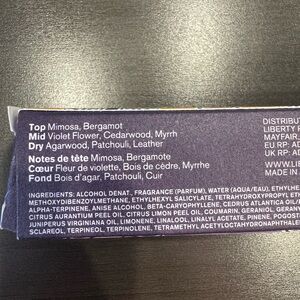 Top Mimosa, Bergamot
Mid Violet Flower, Cedarwood, Myrrh
Dry Agarwood, Patchouli, Leather
Notes de tête Mimosa, Bergamote
Cœur Fleur de violette, Bois de cèdre, Myrrhe
Fond Bois d'agar, Patchouli, Cuir
DISTRIBUT
LIBERTY
MAYFAIR,
EU RP: AD
UK RP: AD
WWW.LIB
MADE IN
INGREDIENTS: ALCOHOL DENAT., FRAGRANCE (PARFUM), WATER (AQUA/EAU), ETHYLHE
METHOXYDIBENZOYLMETHANE, ETHYLHEXYL SALICYLATE, TETRAHYDROXYPROPYL ETHY
ALPHA-TERPINENE, ANISE ALCOHOL, BETA-CARYOPHYLLENE, CEDRUS ATLANTICA OIL/
CITRUS AURANTIUM PEEL OIL, CITRUS LIMON PEEL OIL, COUMARIN, GERANIOL, GERANY
JUNIPERUS VIRGINIANA OIL, LIMONENE, LINALOOL, LINALYL ACETATE, PINENE, POGOST
SCLAREOL, TERPINEOL, TERPINOLENE, TETRAMETHYL ACETYLOCTAHYDRONAPHTHALE